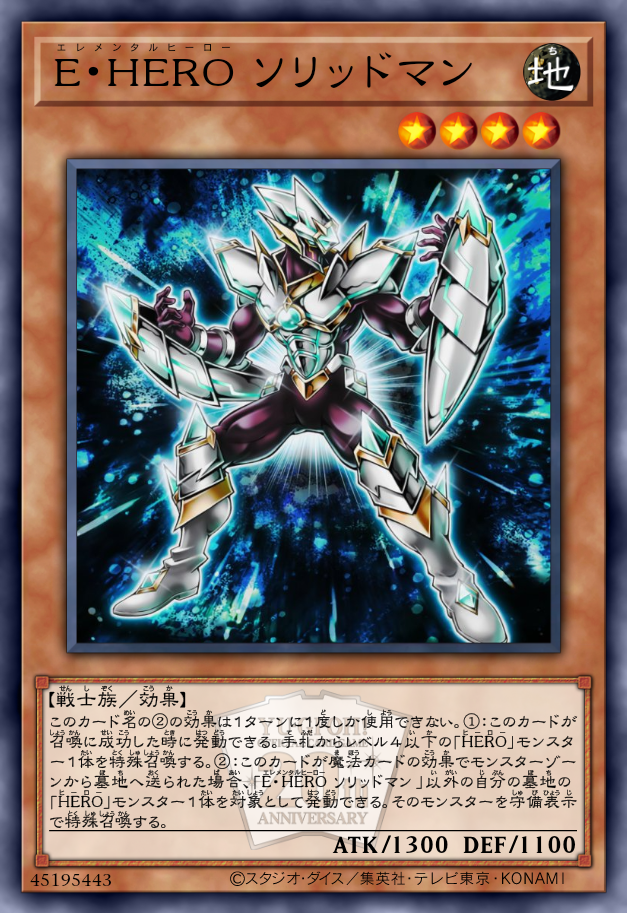 エレメンタルヒーロー
E・HERO ソリッドマン
地
【戦士族／効果】
このカード名の②の効果は1ターンに1度しか使用できない。①：このカードが
召喚に成功した時に発動できる。手札からレベル4以下の「HERO」モンスタ
ー1体を特殊召喚する。②：このカードが魔法カードの効果でモンスターゾー
ンから墓地へ送られた場合、「E・HERO ソリッドマン」以外の自分の墓地の
「HERO」モンスター1体を対象として発動できる。そのモンスターを守備表示
で特殊召喚する。
ANNIVERSARY
ATK/1300 DEF/1100
45195443
©スタジオ・ダイス／集英社・テレビ東京・KONAMI